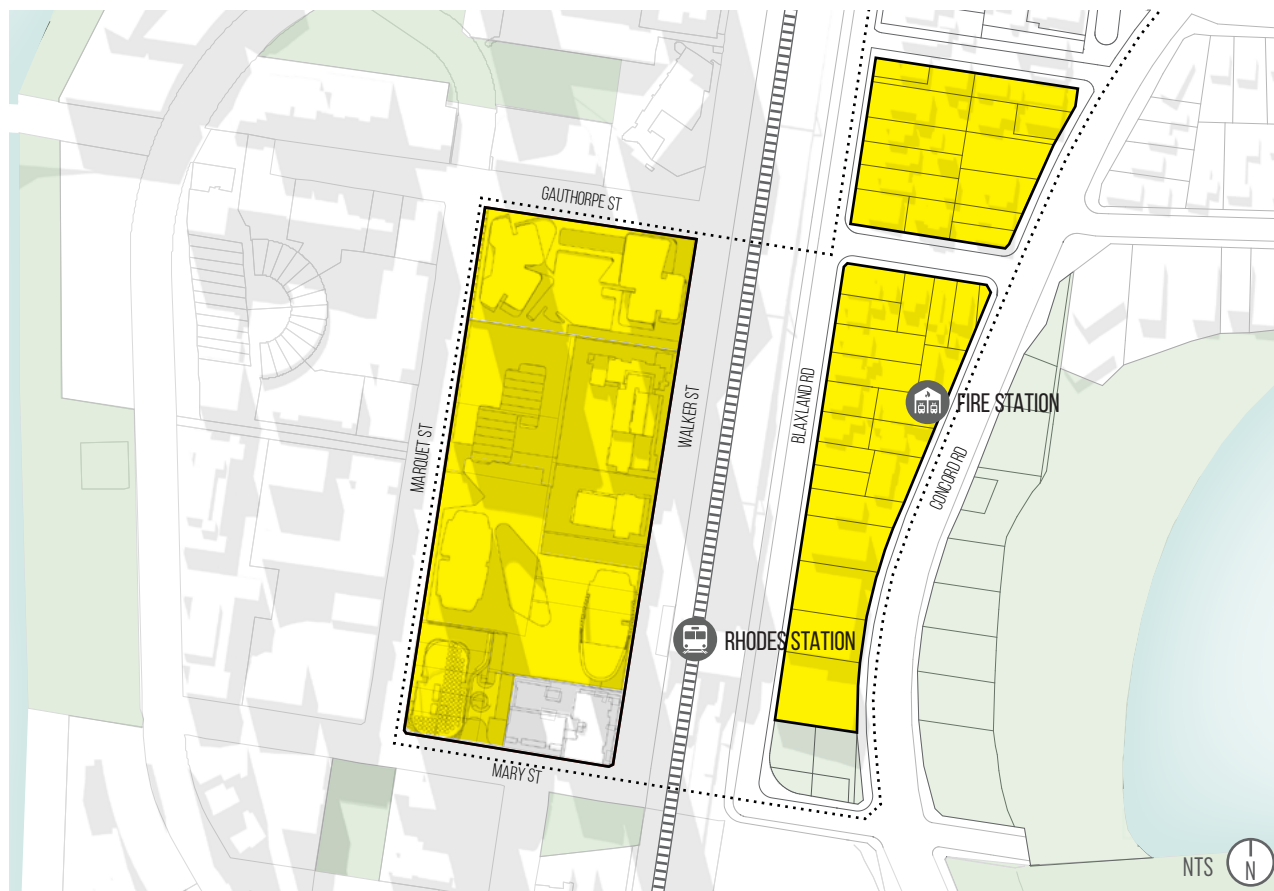 GAUTHORPE ST
MARQUET ST
WALKER ST
BLAXLAND RD
FIRE STATION
CONCORD RD
RHODES STATION
MARY ST
NTS
N